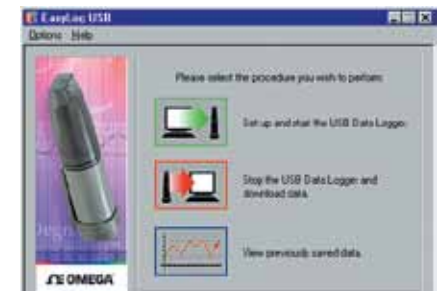 EasyLog USB
Options Help
Please select the procedure you wish to perform:
Set up and start the USB Data Logger.
Stop the USB Data Logger and
download data.
View previously saved data.
OMEGA